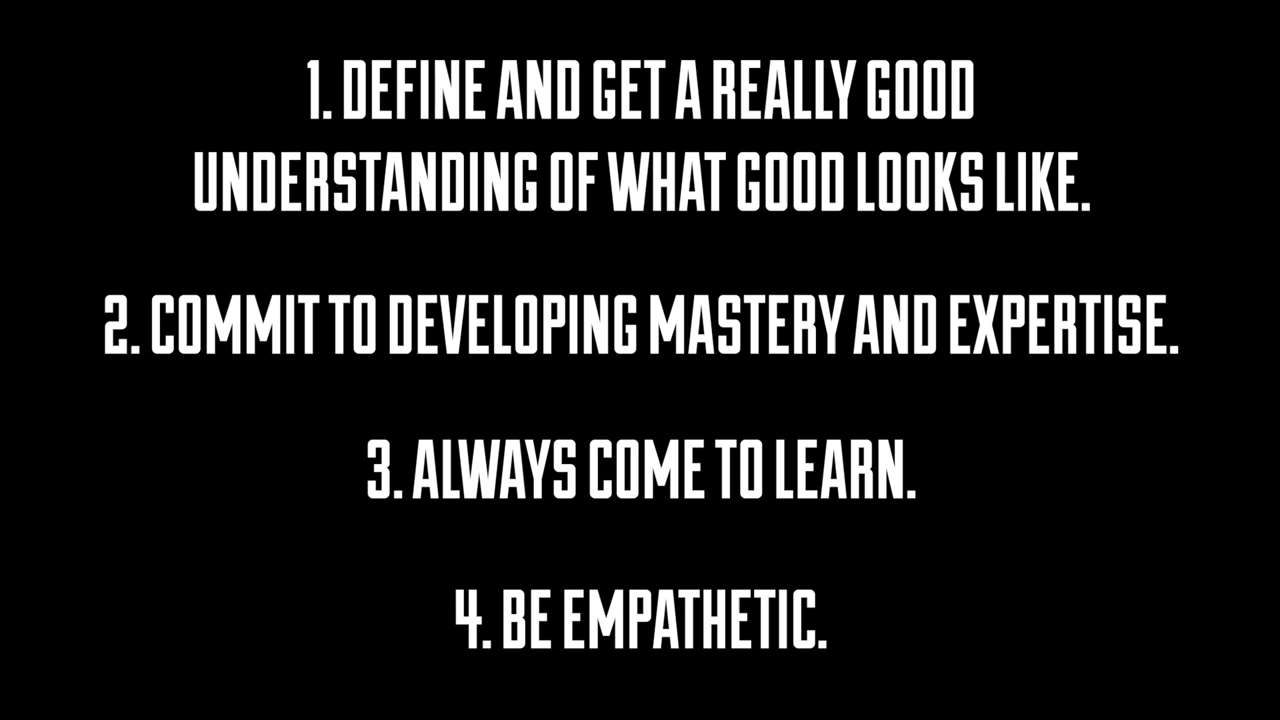 1. DEFINE AND GET A REALLY GOOD
UNDERSTANDING OF WHAT GOOD LOOKS LIKE.
2. COMMIT TO DEVELOPING MASTERY AND EXPERTISE.
3. ALWAYS COME TO LEARN.
4. BE EMPATHETIC.